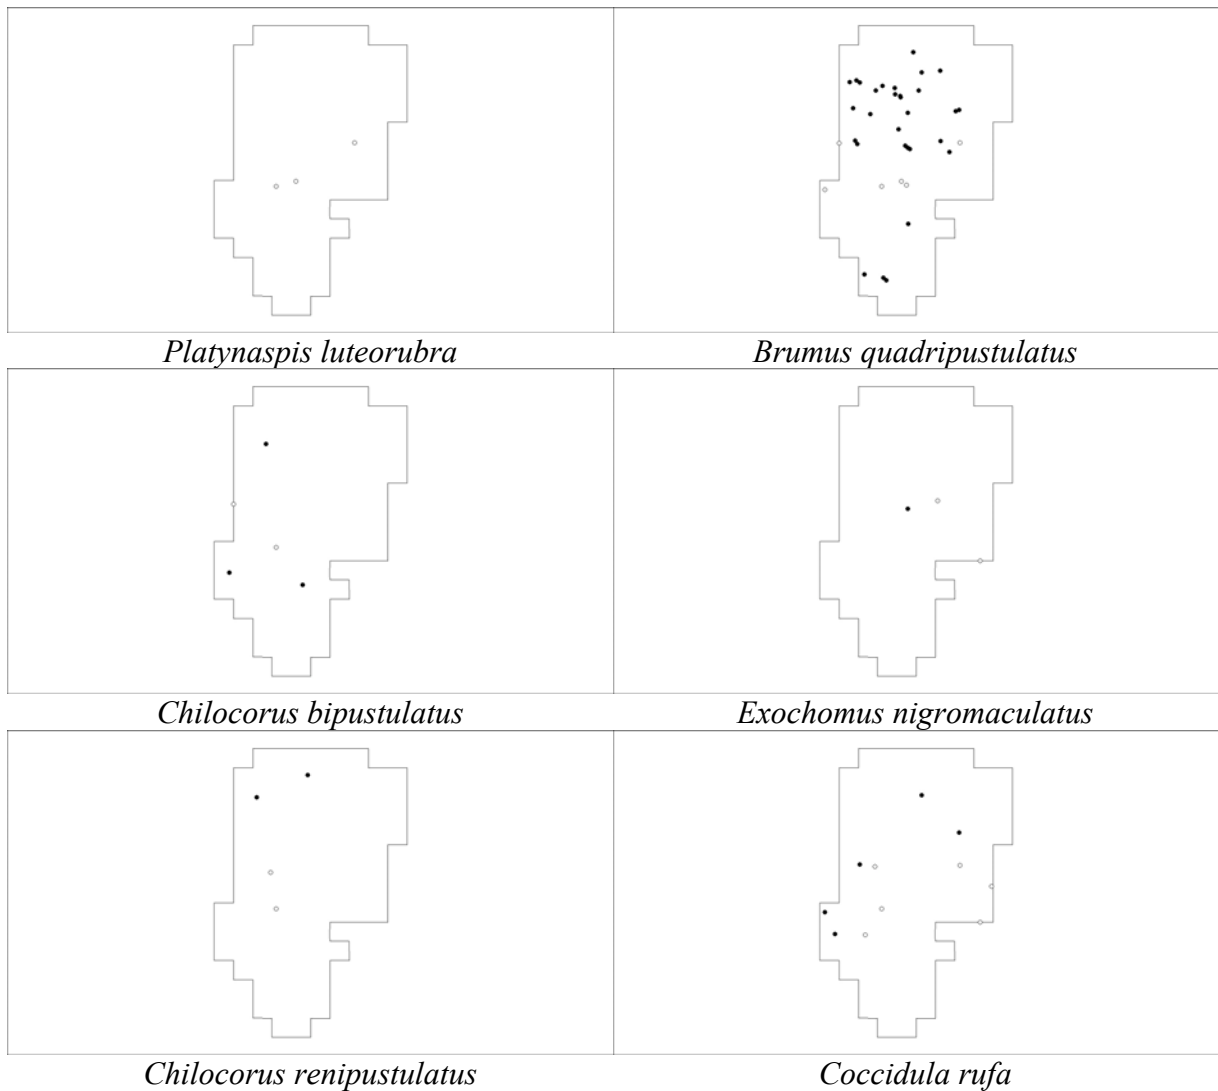 Platynaspis luteorubra
Brumus quadripustulatus
Chilocorus bipustulatus
Exochomus nigromaculatus
Chilocorus renipustulatus
Coccidula rufa